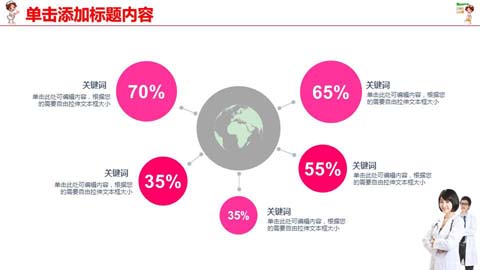 单击添加标题内容
70%
关键词
单击此处可编辑内容，根据您
的需要自由拉伸文本框大小
65%
关键词
单击此处可编辑内容，根据您
的需要自由拉伸文本框大小
35%
关键词
单击此处可编辑内容，根据您
的需要自由拉伸文本框大小
55%
关键词
单击此处可编辑内容，根据您
的需要自由拉伸文本框大小
35%
关键词
单击此处可编辑内容，根据您
的需要自由拉伸文本框大小